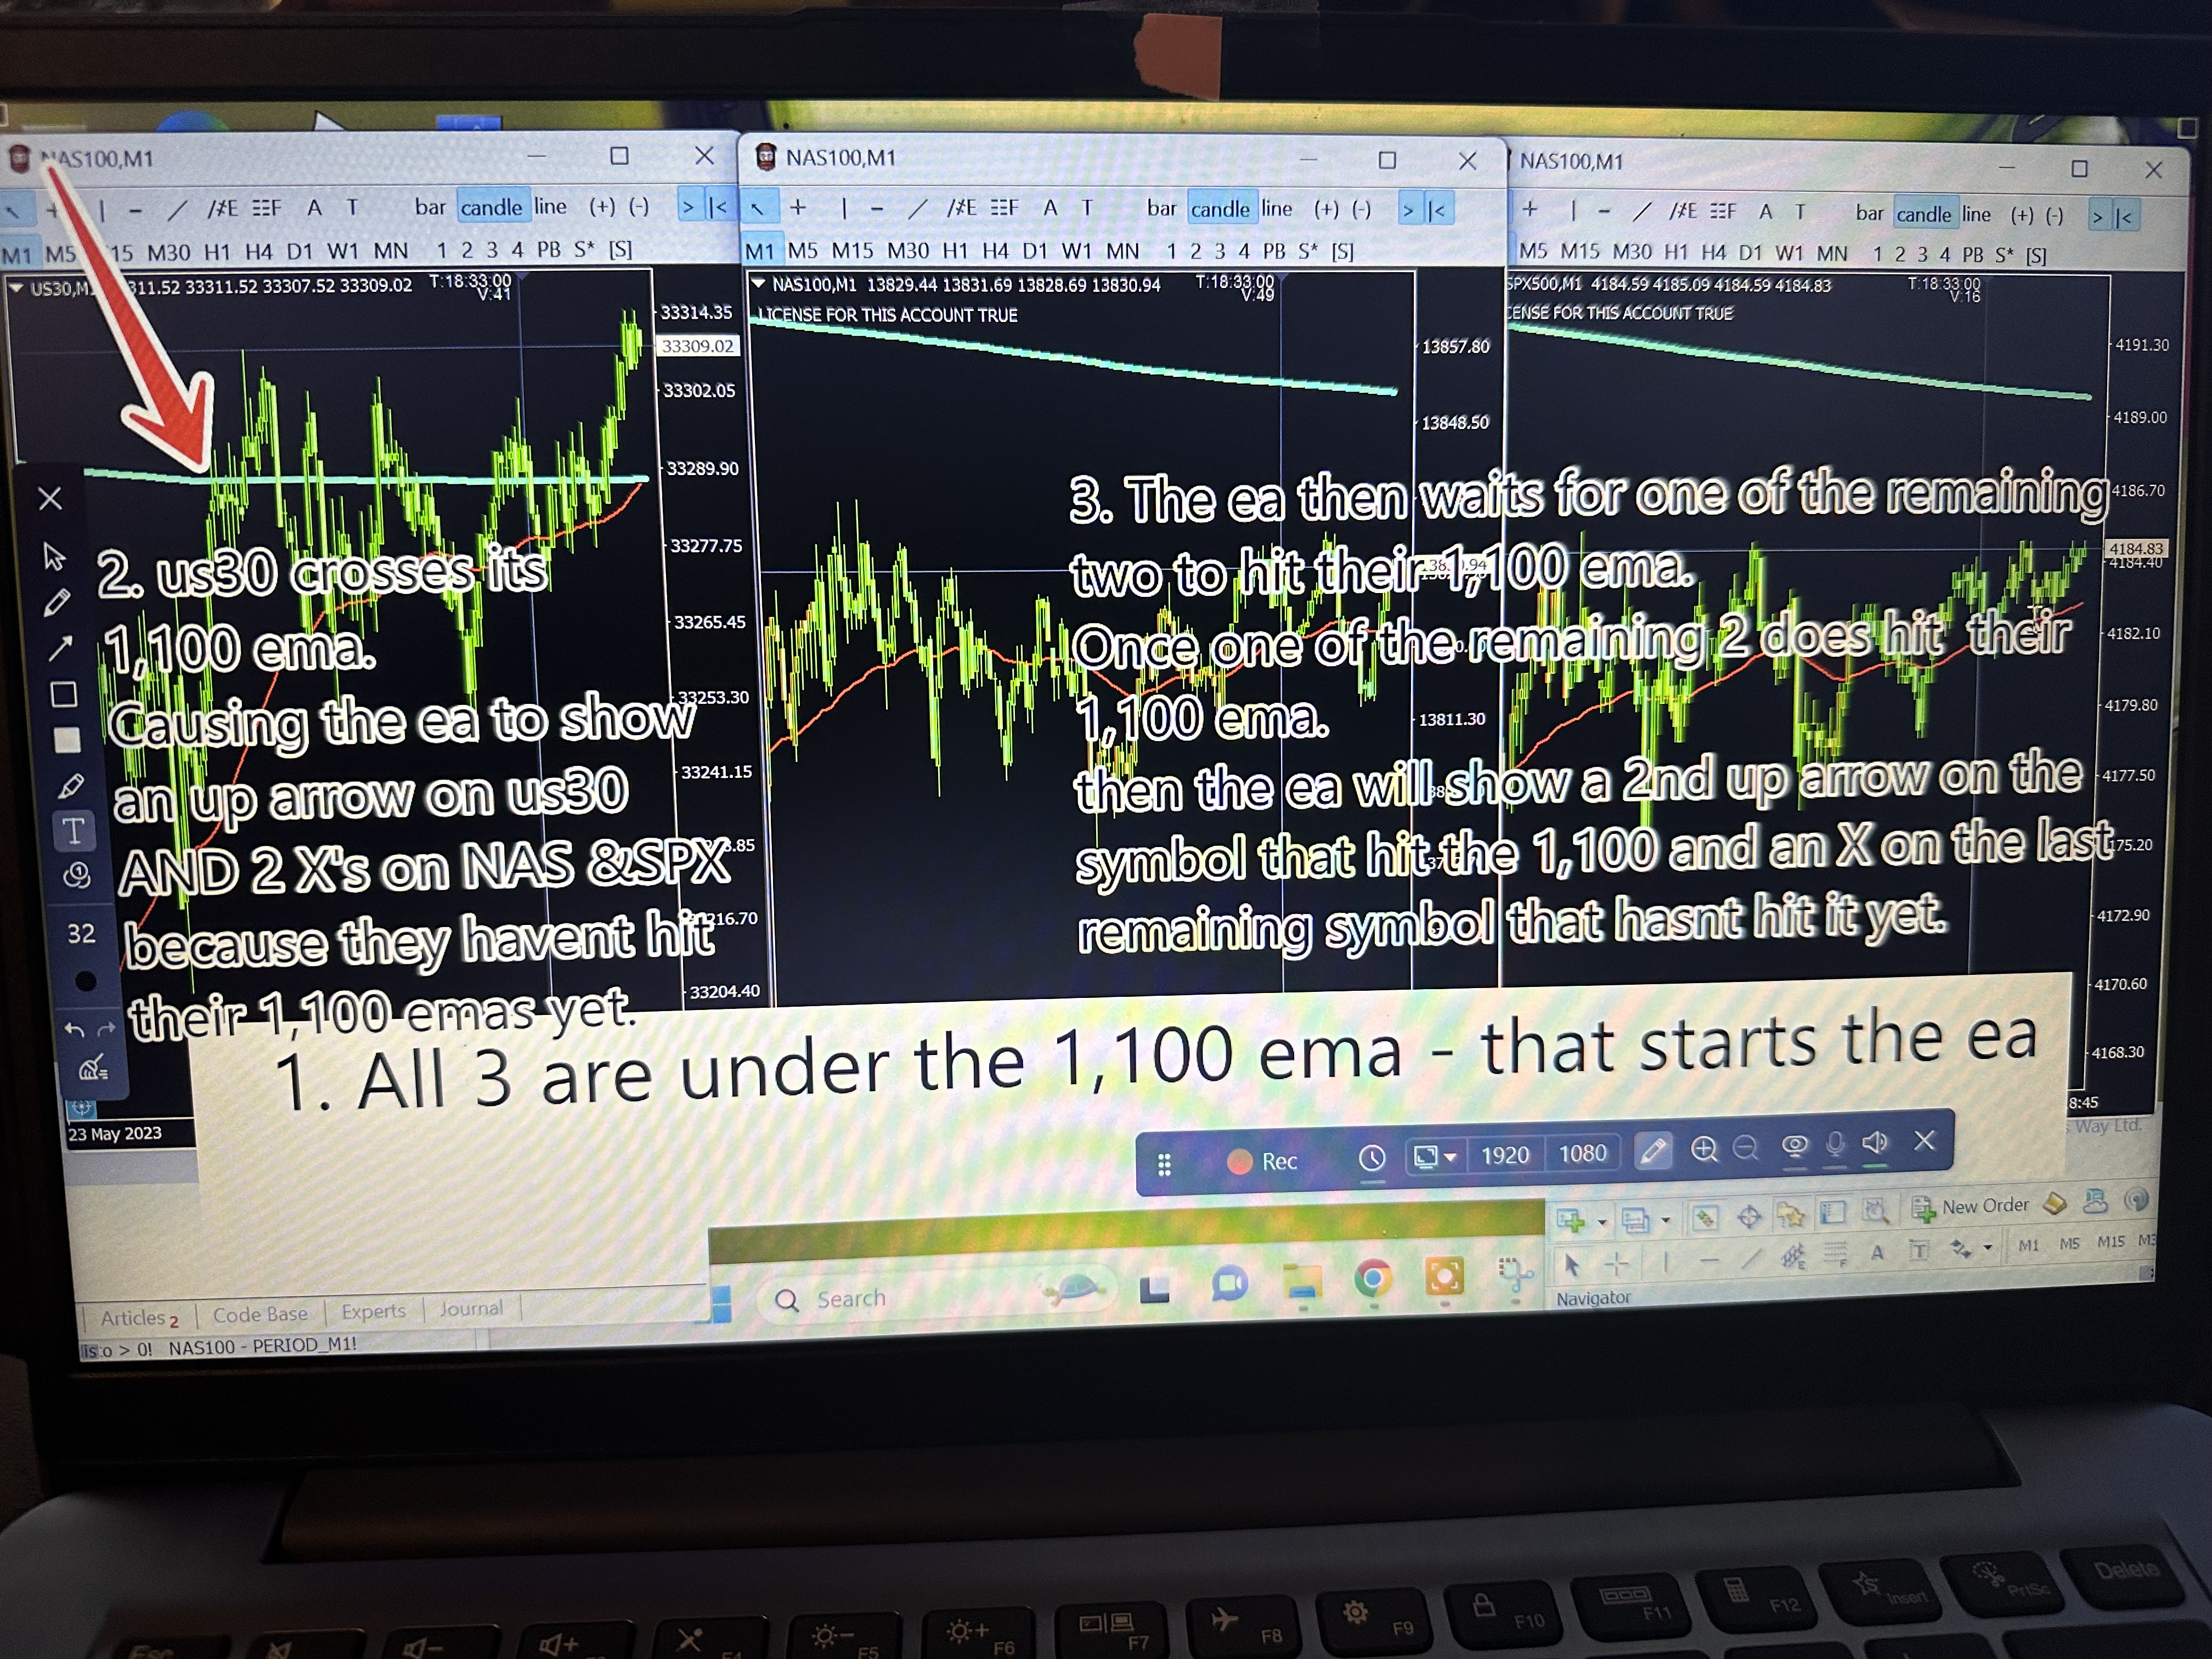 NAS100,M1
NAS100,M1
NAS100,M1
E F A T bar candle line (+) (-) > |<
E F A T bar candle line (+) (-) > |<
E F A T bar candle line (+) (-) > |<
M1 M5 15 M30 H1 H4 D1 W1 MN 1 2 3 4 PB S* [S]
M1 M5 M15 M30 H1 H4 D1 W1 MN 1 2 3 4 PB S* [S]
M5 M15 M30 H1 H4 D1 W1 MN 1 2 3 4 PB S* [S]
US30,M 311.52 33311.52 33307.52 33309.02
T:18:33:00
V:41
33314.35
33309.02
33302.05
33289.90
33277.75
33265.45
33253.30
33241.15
.85
216.70
33204.40
2. us30 crosses its
1,100 ema.
Causing the ea to show
an up arrow on us30
AND 2 X's on NAS &SPX
because they havent hit
their 1,100 emas yet.
T
32
23 May 2023
NAS100,M1 13829.44 13831.69 13828.69 13830.94
T:18:33:00
V:49
LICENSE FOR THIS ACCOUNT TRUE
13857.80
13848.50
.94
13811.30
SPX500,M1 4184.59 4185.09 4184.59 4184.83
T:18:33:00
V:16
CENSE FOR THIS ACCOUNT TRUE
4191.30
4189.00
4186.70
4184.83
4184.40
4182.10
4179.80
4177.50
175.20
4172.90
4170.60
4168.30
8:45
3. The ea then waits for one of the remaining
two to hit their 1,100 ema.
Once one of the remaining 2 does hit their
1,100 ema.
then the ea will show a 2nd up arrow on the
symbol that hit the 1,100 and an X on the last
remaining symbol that hasnt hit it yet.
1. All 3 are under the 1,100 ema - that starts the ea
Way Ltd.
Rec 1920 1080
New Order
A T M1 M5 M15 M3
Navigator
Search
Articles 2 Code Base Experts Journal
is:o > 0! NAS100 - PERIOD_M1!
Esc F4 F5 F6 F7 F8 F9 F10 F11 F12 Insert PrtSc Delete